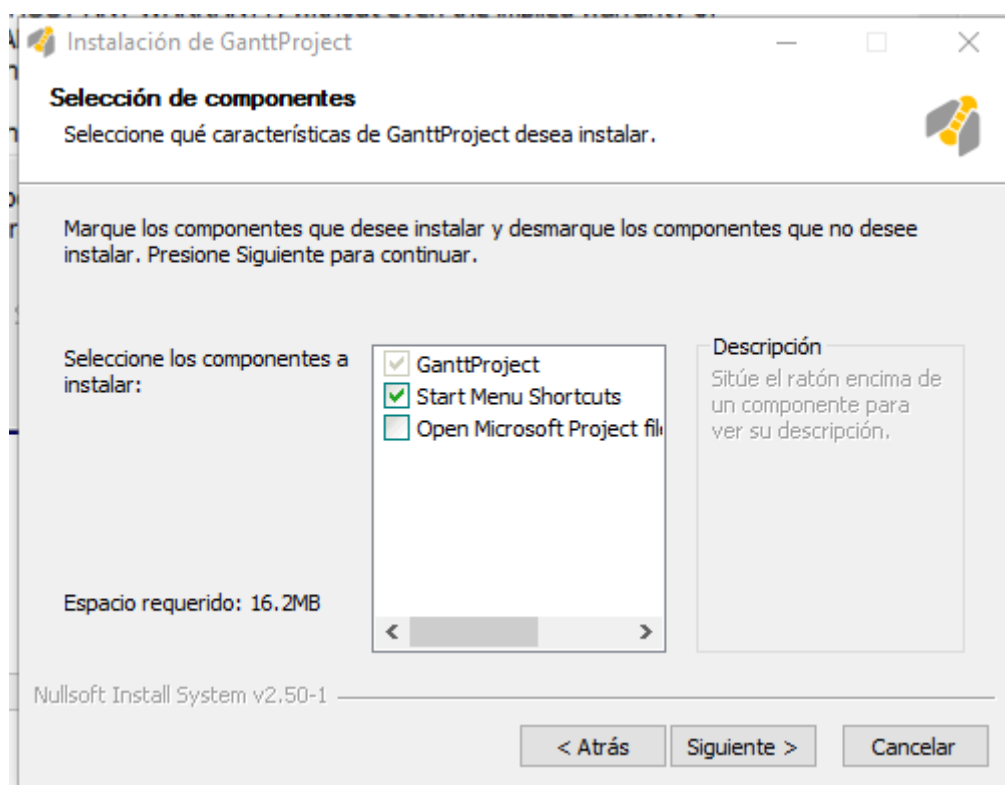 Instalación de GanttProject
Selección de componentes
Seleccione qué características de GanttProject desea instalar.
Marque los componentes que desee instalar y desmarque los componentes que no desee
instalar. Presione Siguiente para continuar.
Seleccione los componentes a
instalar:
GanttProject
Start Menu Shortcuts
Open Microsoft Project
Descripción
Sitúe el ratón encima de
un componente para
ver su descripción.
Espacio requerido: 16.2MB
Nullsoft Install System v2.50-1
< Atrás
Siguiente >
Cancelar